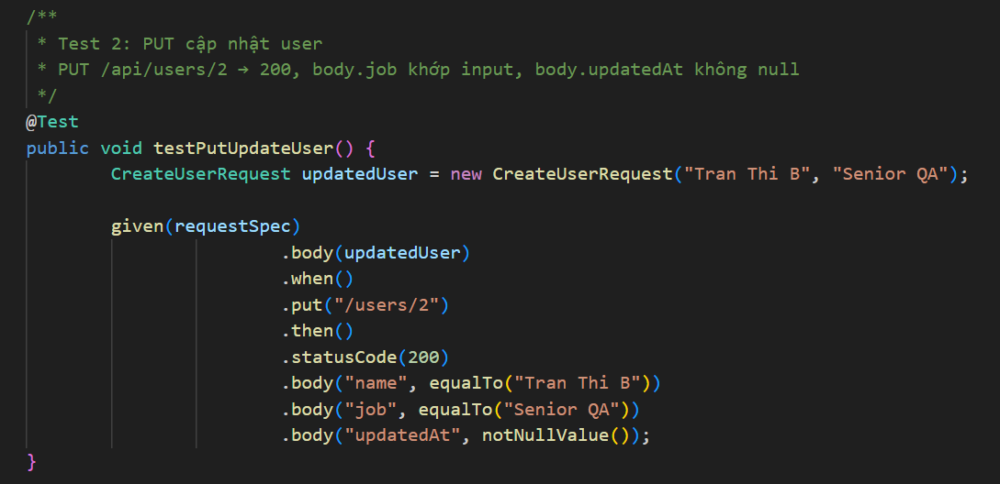 /**
 * Test 2: PUT cập nhật user
 * PUT /api/users/2 → 200, body.job khớp input, body.updatedAt không null
 */
@Test
public void testPutUpdateUser() {
        CreateUserRequest updatedUser = new CreateUserRequest("Tran Thi B", "Senior QA");

        given(requestSpec)
                        .body(updatedUser)
                        .when()
                        .put("/users/2")
                        .then()
                        .statusCode(200)
                        .body("name", equalTo("Tran Thi B"))
                        .body("job", equalTo("Senior QA"))
                        .body("updatedAt", notNullValue());
}